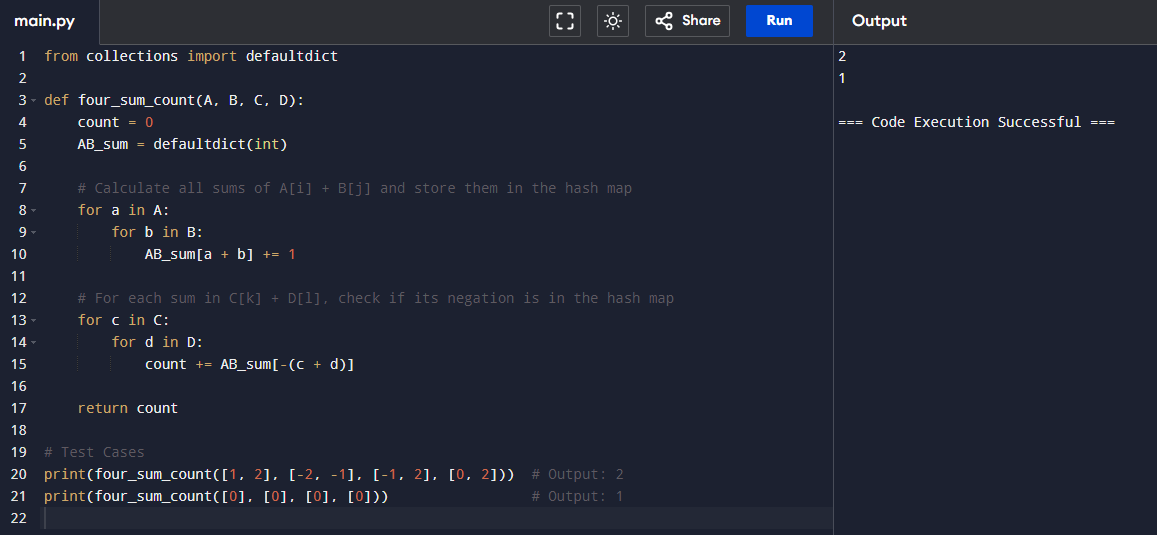 main.py
Share
Run
Output
1 from collections import defaultdict
2
3 def four_sum_count(A, B, C, D):
4     count = 0
5     AB_sum = defaultdict(int)
6
7     # Calculate all sums of A[i] + B[j] and store them in the hash map
8     for a in A:
9         for b in B:
10             AB_sum[a + b] += 1
11
12     # For each sum in C[k] + D[l], check if its negation is in the hash map
13     for c in C:
14         for d in D:
15             count += AB_sum[-(c + d)]
16
17     return count
18
19 # Test Cases
20 print(four_sum_count([1, 2], [-2, -1], [-1, 2], [0, 2]))  # Output: 2
21 print(four_sum_count([0], [0], [0], [0]))                 # Output: 1
22
2
1
=== Code Execution Successful ===